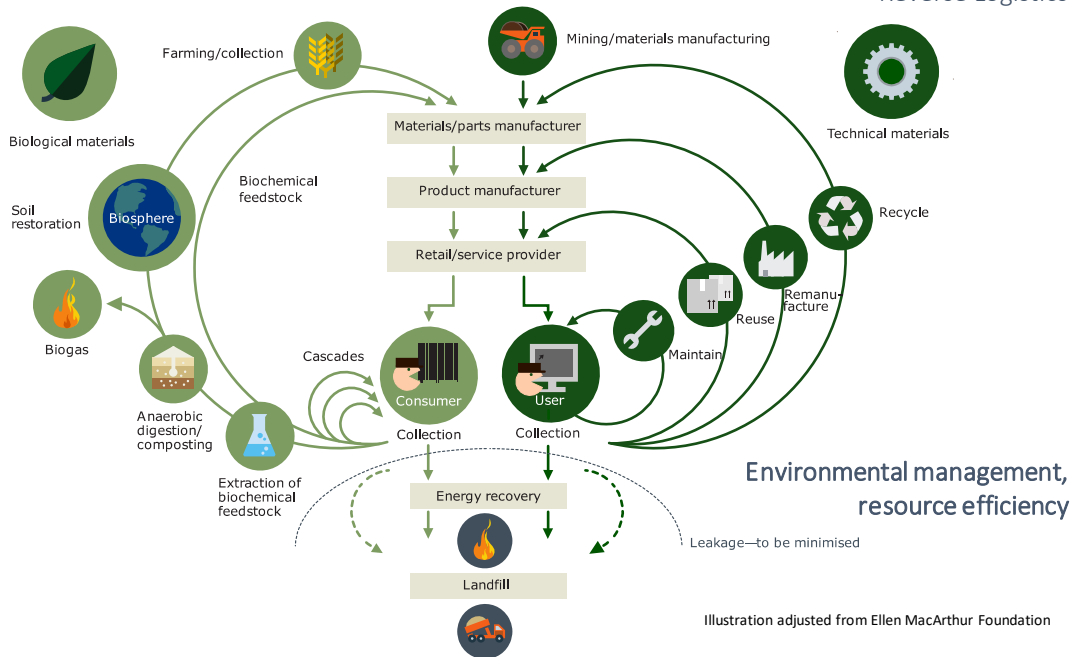 Reverse Logistics
Farming/collection
Mining/materials manufacturing
Biological materials
Materials/parts manufacturer
Technical materials
Biochemical
feedstock
Product manufacturer
Soil
restoration
Biosphere
Recycle
Retail/service provider
Remanu-
facture
Biogas
Reuse
Cascades
Maintain
Consumer
User
Anaerobic
digestion/
composting
Collection
Collection
Extraction of
biochemical
feedstock
Energy recovery
Environmental management,
resource efficiency
Leakage—to be minimised
Landfill
Illustration adjusted from Ellen MacArthur Foundation